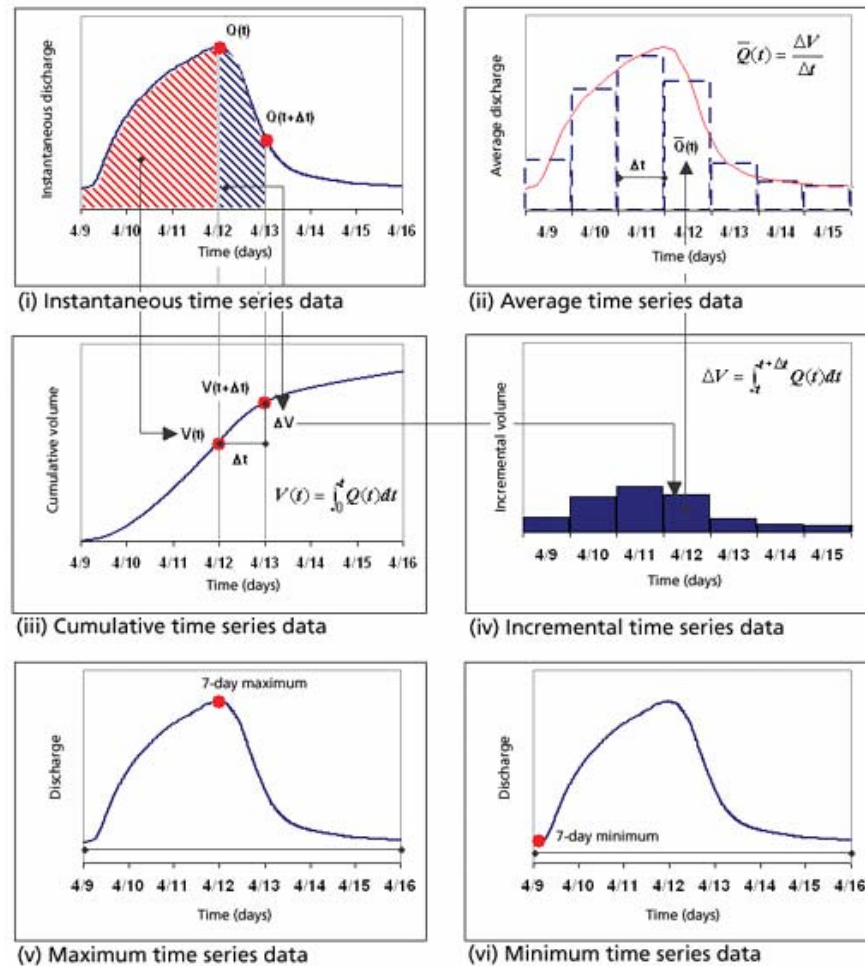 Instantaneous discharge
Q(t)
Q(t+Δt)
4/9 4/10 4/11 4/12 4/13 4/14 4/15 4/16
Time (days)
(i) Instantaneous time series data
Average discharge
Q̅(t) = ΔV/Δt
Δt
Q̅(t)
4/9 4/10 4/11 4/12 4/13 4/14 4/15
Time (days)
(ii) Average time series data
Cumulative volume
V(t+Δt)
V(t)
ΔV
Δt
V(t) = ∫₀ᵗ Q(t)dt
4/9 4/10 4/11 4/12 4/13 4/14 4/15 4/16
Time (days)
(iii) Cumulative time series data
Incremental volume
ΔV = ∫ₜᵗ⁺ᐃᵗ Q(t)dt
4/9 4/10 4/11 4/12 4/13 4/14 4/15
Time (days)
(iv) Incremental time series data
Discharge
7-day maximum
4/9 4/10 4/11 4/12 4/13 4/14 4/15 4/16
Time (days)
(v) Maximum time series data
Discharge
7-day minimum
4/9 4/10 4/11 4/12 4/13 4/14 4/15 4/16
Time (days)
(vi) Minimum time series data